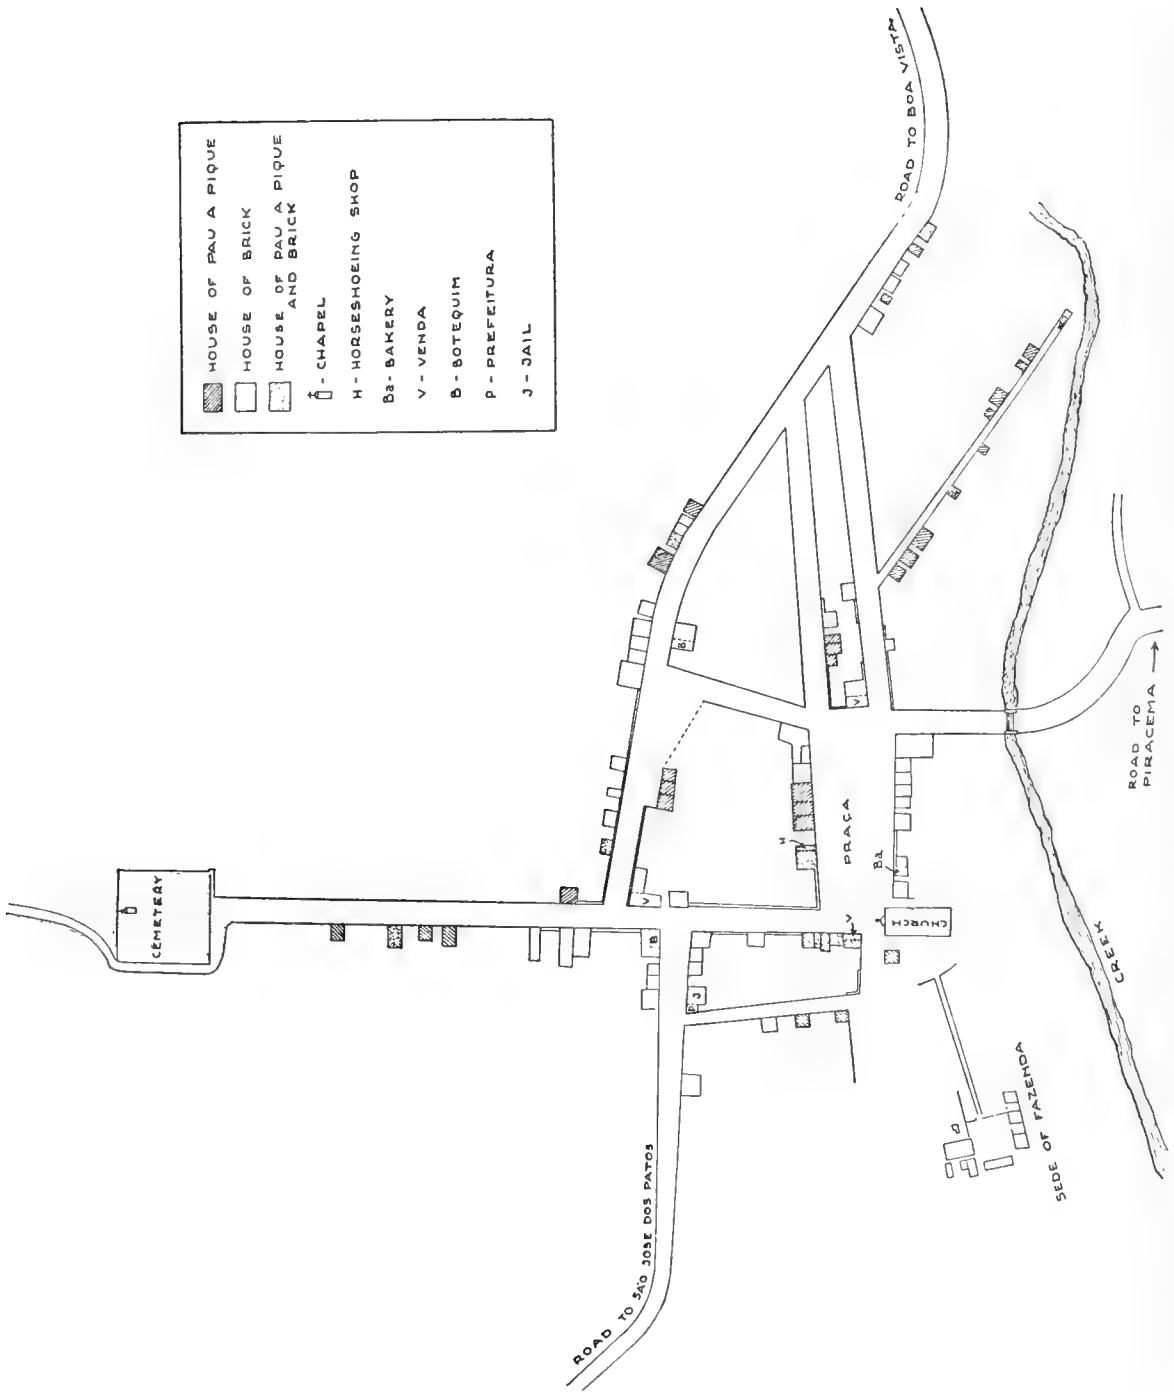 HOUSE OF PAU A PIQUE
HOUSE OF BRICK
HOUSE OF PAU A PIQUE
AND BRICK
- CHAPEL
H - HORSESHOEING SHOP
Ba - BAKERY
V - VENDA
B - BOTEQUIM
P - PREFEITURA
J - JAIL
ROAD TO BOA VISTA
CEMETERY
B
V
B
P
J
H
V
PRAÇA
Ba
V
CHURCH
ROAD TO SÃO JOSE DOS PATOS
SEDE OF FAZENDA
CREEK
ROAD TO
PIRACEMA